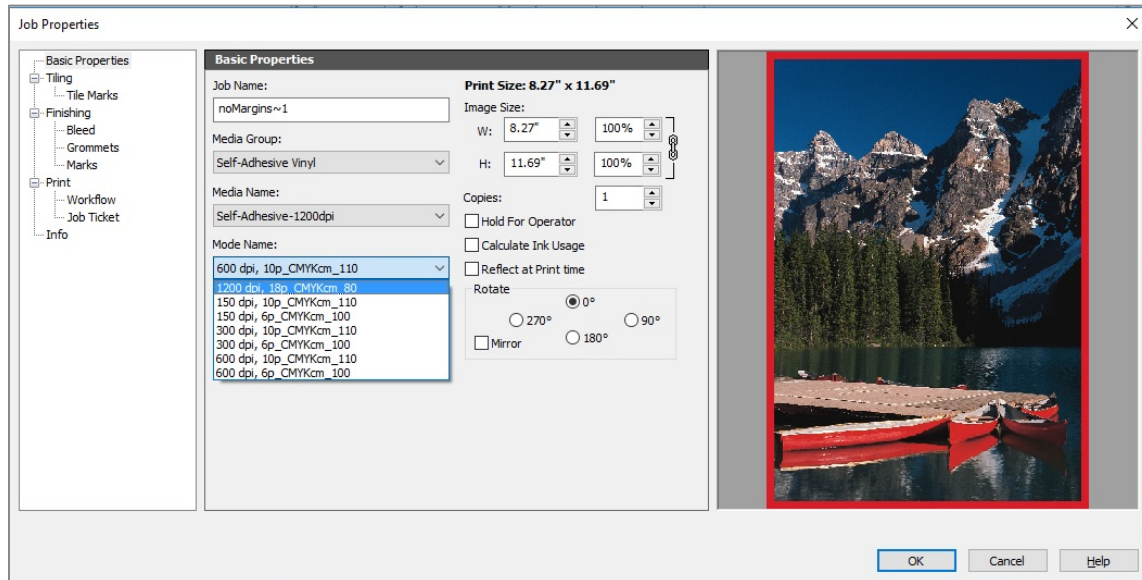 Job Properties
Basic Properties
Tiling
Tile Marks
Finishing
Bleed
Grommets
Marks
Print
Workflow
Job Ticket
Info
Basic Properties
Job Name:
noMargins~1
Media Group:
Self-Adhesive Vinyl
Media Name:
Self-Adhesive-1200dpi
Mode Name:
600 dpi, 10p_CMYKcm_110
1200 dpi, 18p_CMYKcm_80
150 dpi, 10p_CMYKcm_110
150 dpi, 6p_CMYKcm_100
300 dpi, 10p_CMYKcm_110
300 dpi, 6p_CMYKcm_100
600 dpi, 10p_CMYKcm_110
600 dpi, 6p_CMYKcm_100
Print Size: 8.27" x 11.69"
Image Size:
W: 8.27" 100%
H: 11.69" 100%
Copies: 1
Hold For Operator
Calculate Ink Usage
Reflect at Print time
Rotate
0°
270° 90°
Mirror 180°
OK Cancel Help